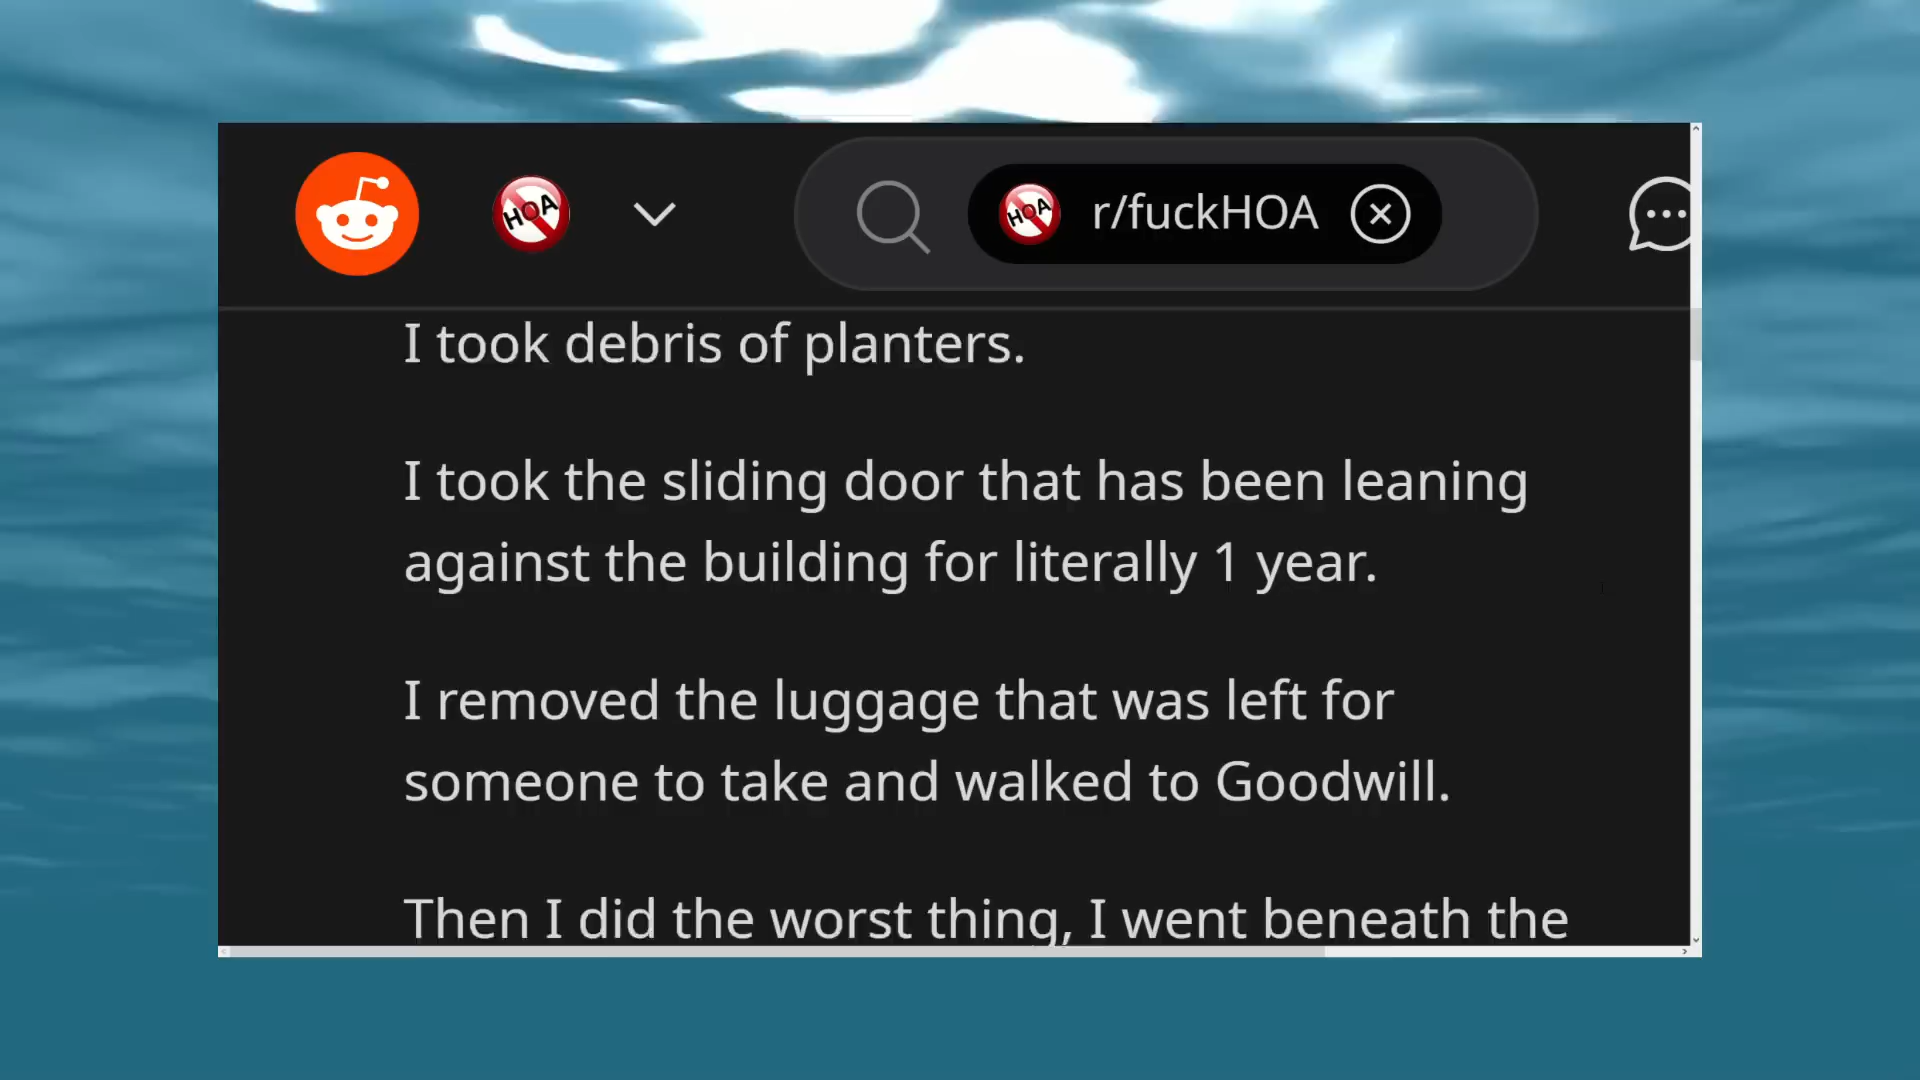 HOA
HOA r/fuckHOA
I took debris of planters.
I took the sliding door that has been leaning
against the building for literally 1 year.
I removed the luggage that was left for
someone to take and walked to Goodwill.
Then I did the worst thing, I went beneath the